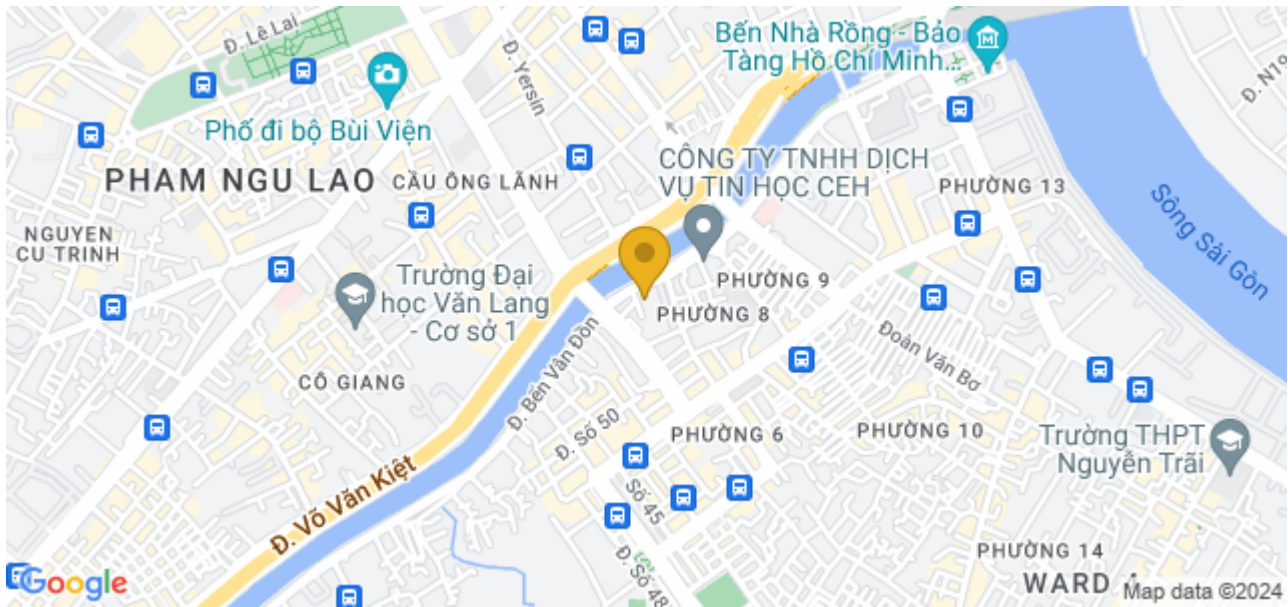 Đ. Lê Lai
Đ. Yersin
Bến Nhà Rồng - Bảo
Tàng Hồ Chí Minh...
Đ. N19
Phố đi bộ Bùi Viện
PHAM NGU LAO
CẦU ÔNG LÃNH
CÔNG TY TNHH DỊCH
VỤ TIN HỌC CEH
PHƯỜNG 13
Sông Sài Gòn
NGUYEN
CU TRINH
Trường Đại
học Văn Lang
- Cơ sở 1
PHƯỜNG 9
PHƯỜNG 8
Đoàn Văn Bơ
CÔ GIANG
Đ. Bến Vân Đồn
Đ. Số 50
PHƯỜNG 6
PHƯỜNG 10
Trường THPT
Nguyễn Trãi
Đ. Võ Văn Kiệt
Số 45
Đ. Số 48
PHƯỜNG 14
WARD
Google
Map data ©2024